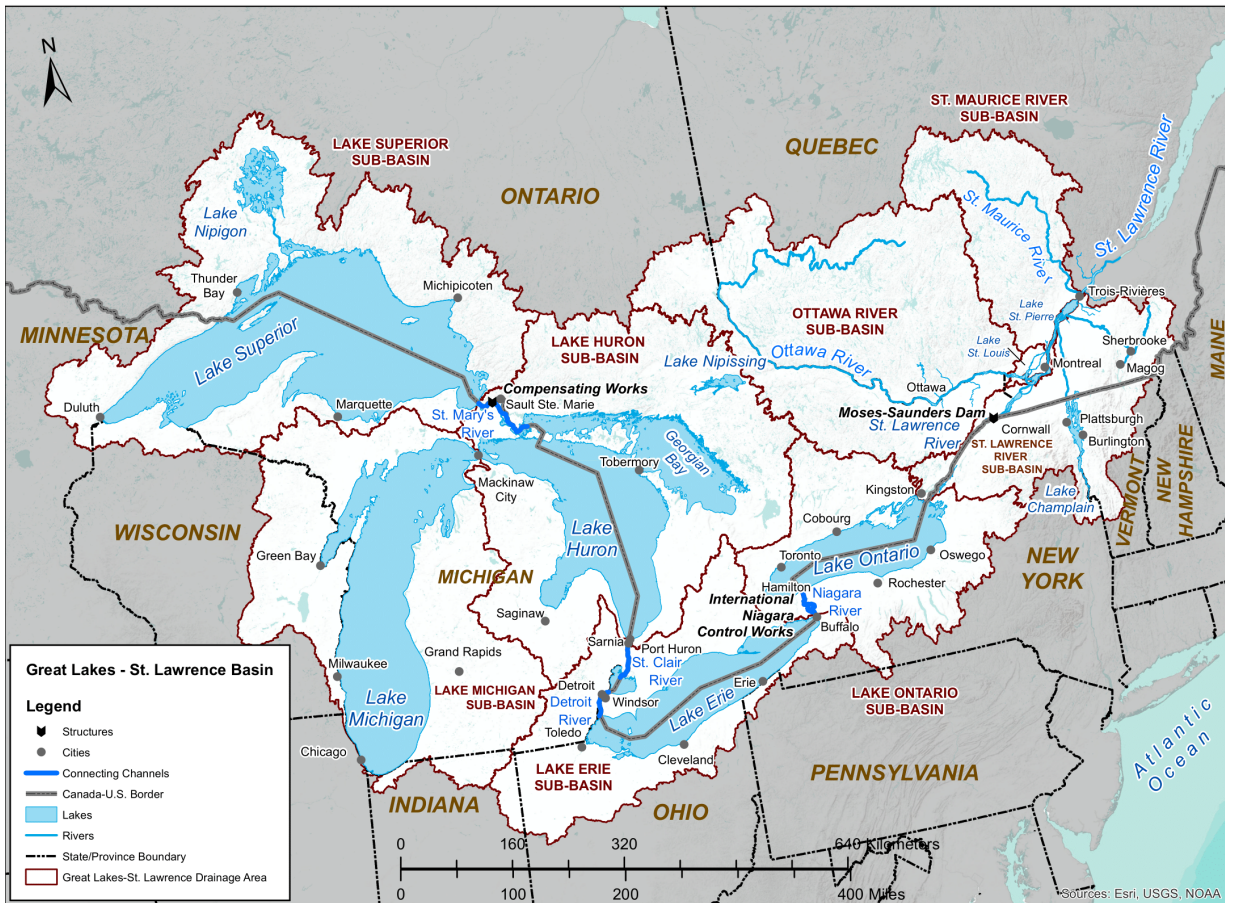 N
ST. MAURICE RIVER
SUB-BASIN
LAKE SUPERIOR
SUB-BASIN
QUEBEC
ONTARIO
St. Lawrence River
St. Maurice River
Lake
Nipigon
Thunder
Bay
Michipicoten
Trois-Rivières
Lake
St. Pierre
MINNESOTA
OTTAWA RIVER
SUB-BASIN
LAKE HURON
SUB-BASIN
Lake Superior
Ottawa River
Lake Nipissing
Lake
St. Louis
Sherbrooke
Montreal
Magog
MAINE
Ottawa
Compensating Works
Sault Ste. Marie
Duluth
Marquette
St. Mary's
River
Moses-Saunders Dam
St. Lawrence
River
Cornwall
Plattsburgh
Burlington
ST. LAWRENCE
RIVER
SUB-BASIN
Georgian
Bay
Tobermory
Mackinaw
City
Kingston
Lake
Champlain
VERMONT
NEW
HAMPSHIRE
WISCONSIN
Lake
Huron
Cobourg
Green Bay
Toronto
Lake Ontario
Oswego
NEW
YORK
MICHIGAN
Hamilton
Rochester
Niagara
River
International
Niagara
Control Works
Buffalo
Saginaw
Sarnia
Port Huron
St. Clair
River
Grand Rapids
Milwaukee
LAKE MICHIGAN
SUB-BASIN
Detroit
Windsor
Detroit
River
Erie
Lake Erie
LAKE ONTARIO
SUB-BASIN
Lake
Michigan
Toledo
Chicago
Cleveland
LAKE ERIE
SUB-BASIN
PENNSYLVANIA
Atlantic
Ocean
INDIANA
OHIO
Great Lakes - St. Lawrence Basin
Legend
Structures
Cities
Connecting Channels
Canada-U.S. Border
Lakes
Rivers
State/Province Boundary
Great Lakes-St. Lawrence Drainage Area
0 160 320 640 Kilometers
0 100 200 400 Miles
Sources: Esri, USGS, NOAA